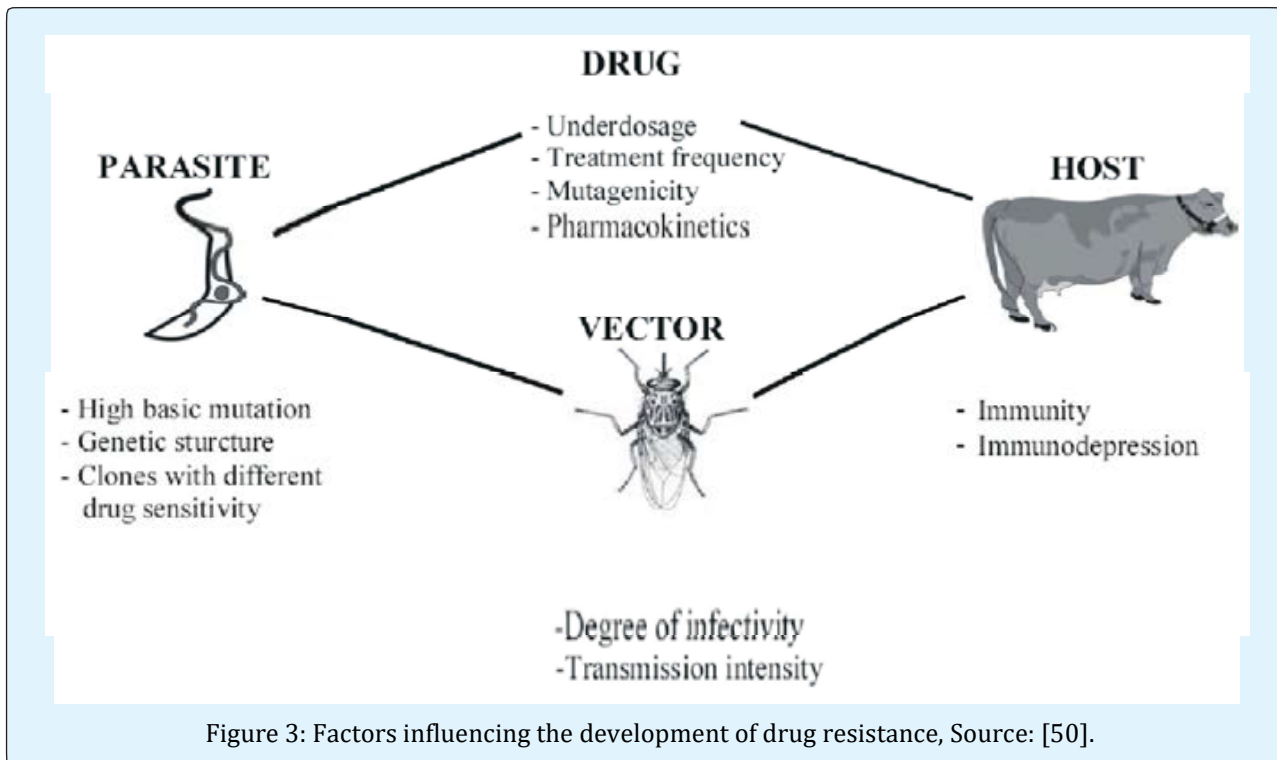 DRUG
- Underdosage
- Treatment frequency
- Mutagenicity
- Pharmacokinetics
PARASITE
- High basic mutation
- Genetic sturcture
- Clones with different
drug sensitivity
VECTOR
-Degree of infectivity
-Transmission intensity
HOST
- Immunity
- Immunodepression
Figure 3: Factors influencing the development of drug resistance, Source: [50].